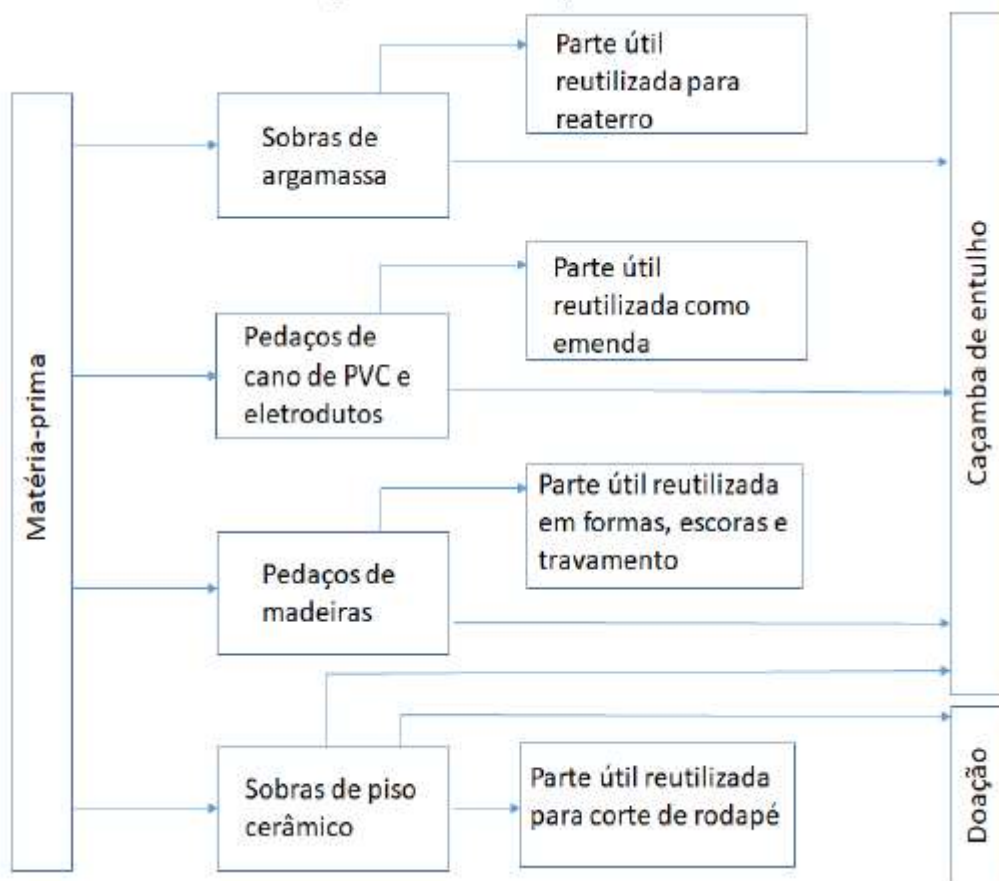 Matéria-prima
Sobras de
argamassa
Parte útil
reutilizada para
reaterro
Pedaços de
cano de PVC e
eletrodutos
Parte útil
reutilizada como
emenda
Pedaços de
madeiras
Parte útil reutilizada
em formas, escoras e
travamento
Sobras de piso
cerâmico
Parte útil reutilizada
para corte de rodapé
Caçamba de entulho
Doação